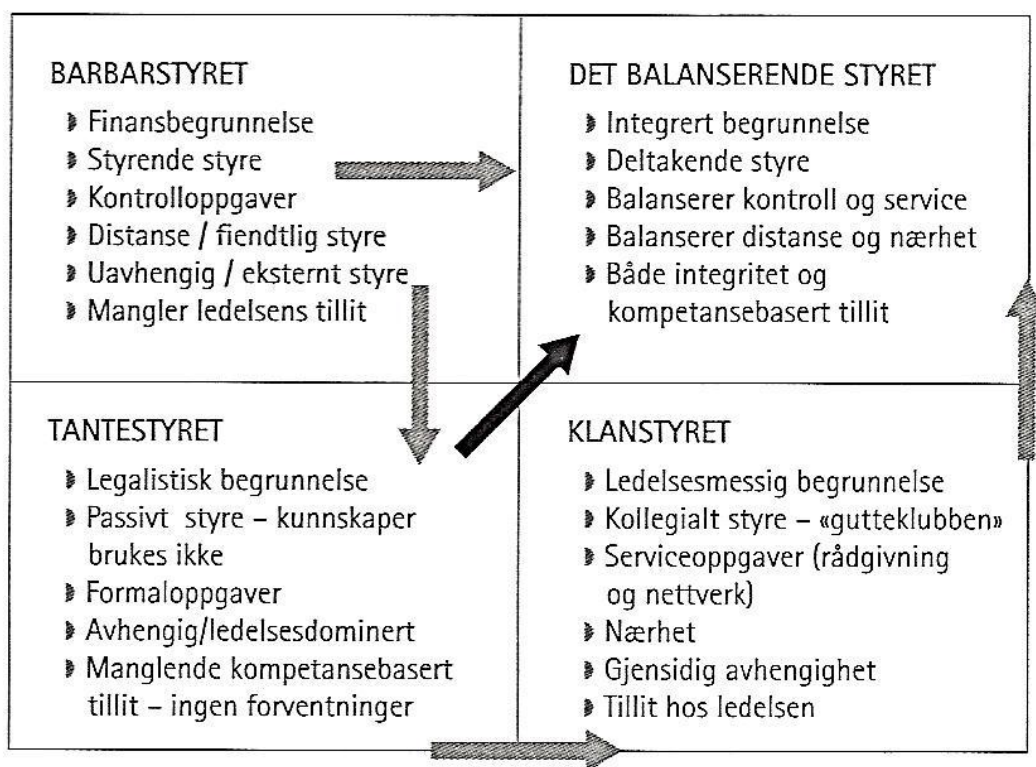 BARBARSTYRET
Finansbegrunnelse
Styrende styre
Kontrolloppgaver
Distanse / fiendtlig styre
Uavhengig / eksternt styre
Mangler ledelsens tillit
DET BALANSERENDE STYRET
Integrert begrunnelse
Deltakende styre
Balanserer kontroll og service
Balanserer distanse og nærhet
Både integritet og
kompetansebasert tillit
TANTESTYRET
Legalistisk begrunnelse
Passivt styre – kunnskaper
brukes ikke
Formaloppgaver
Avhengig/ledelsesdominert
Manglende kompetansebasert
tillit – ingen forventninger
KLANSTYRET
Ledelsesmessig begrunnelse
Kollegialt styre – «gutteklubben»
Serviceoppgaver (rådgivning
og nettverk)
Nærhet
Gjensidig avhengighet
Tillit hos ledelsen